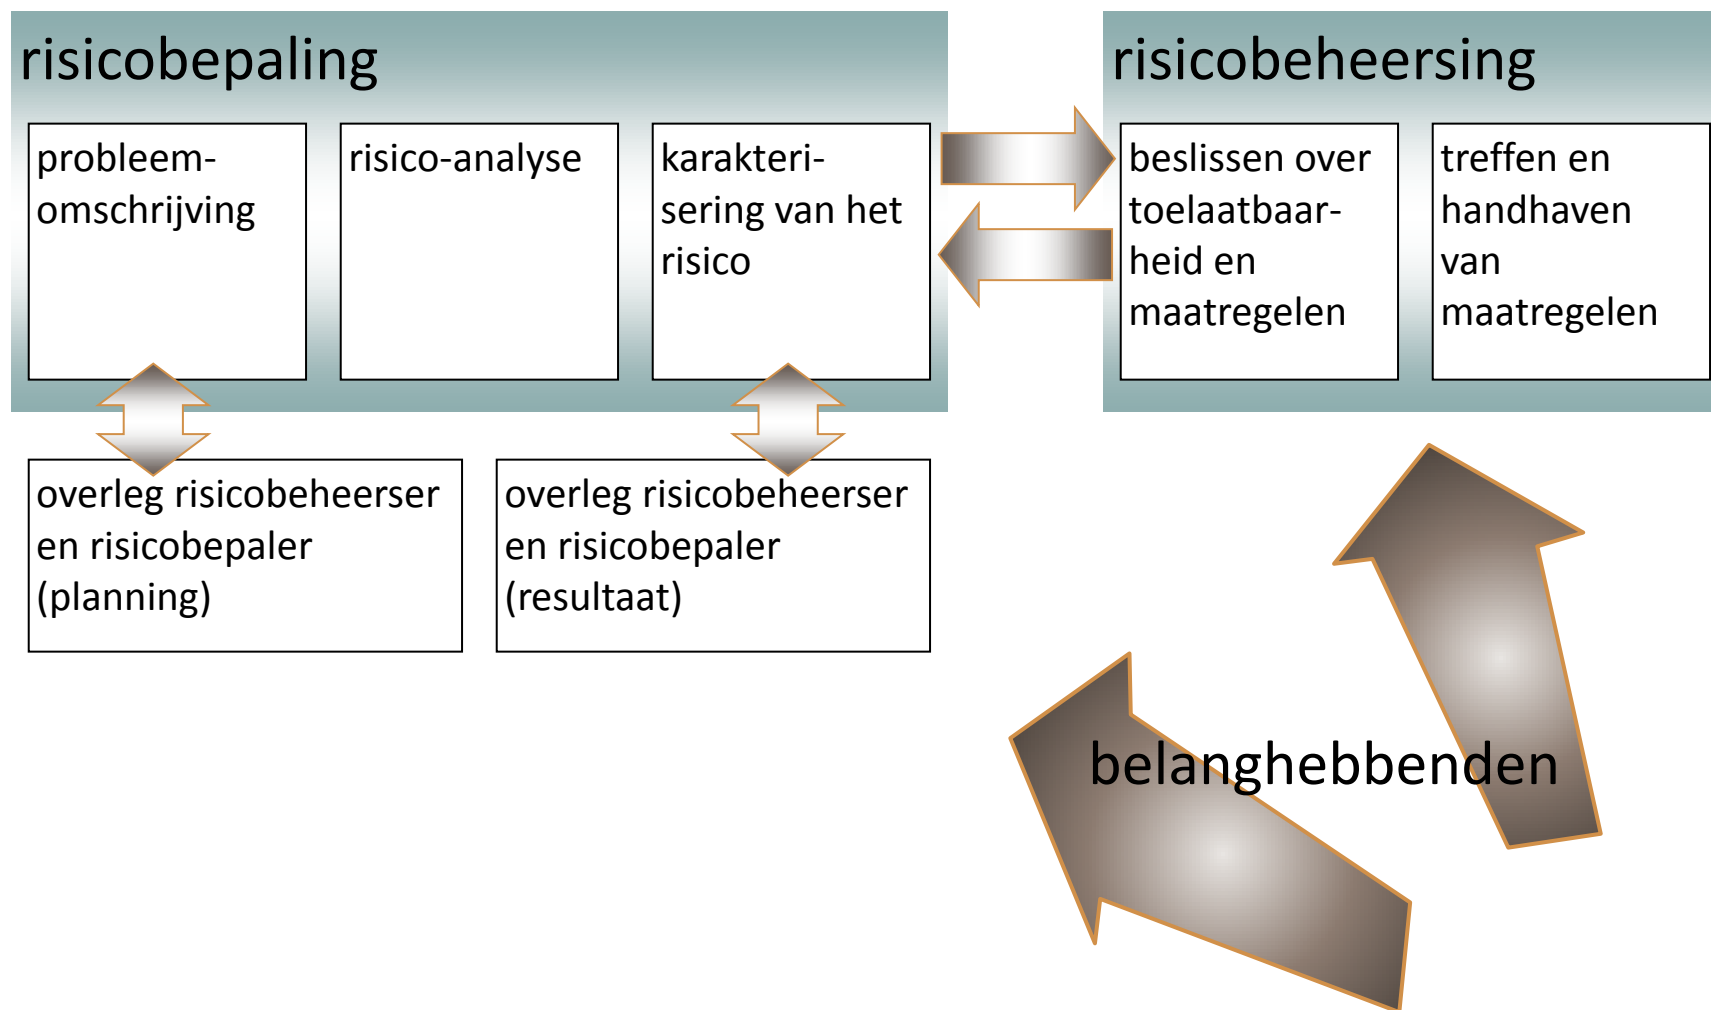 risicobepaling
probleem-
omschrijving
risico-analyse
karakteri-
sering van het
risico
risicobeheersing
beslissen over
toelaatbaar-
heid en
maatregelen
treffen en
handhaven
van
maatregelen
overleg risicobeheerser
en risicobepaler
(planning)
overleg risicobeheerser
en risicobepaler
(resultaat)
belanghebbenden